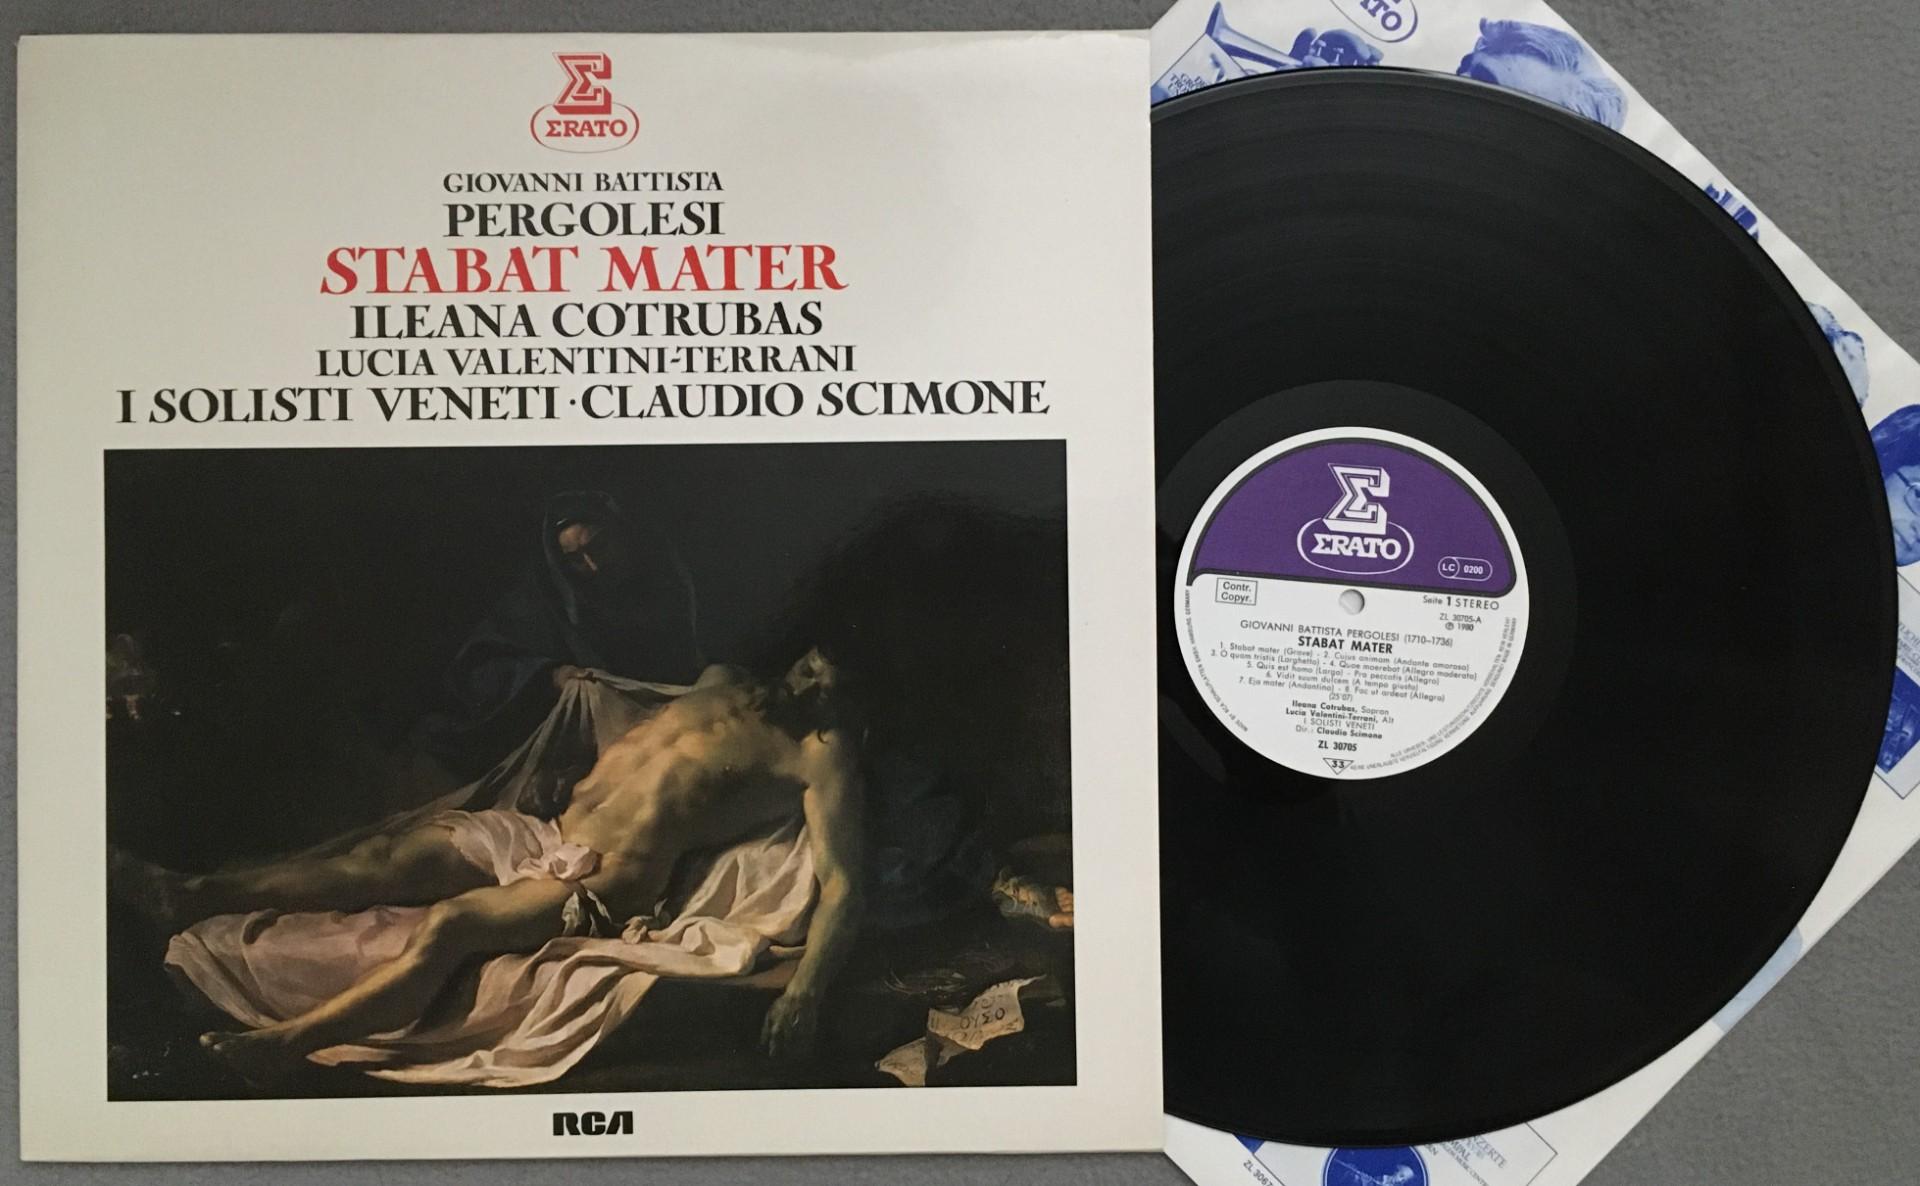 ΣRATO
GIOVANNI BATTISTA
PERGOLESI
STABAT MATER
ILEANA COTRUBAS
LUCIA VALENTINI-TERRANI
I SOLISTI VENETI · CLAUDIO SCIMONE
ΟΥΣΟ
RCA
ΣRATO
LC 0200
Contr.
Copyr.
Seite 1 STEREO
ZL 30705-A
℗ 1980
GIOVANNI BATTISTA PERGOLESI (1710–1736)
STABAT MATER
1. Stabat mater (Grave) - 2. Cujus animam (Andante amoroso)
3. O quam tristis (Larghetto) - 4. Quae moerebat (Allegro moderato)
5. Quis est homo (Largo) - Pro peccatis (Allegro)
6. Vidit suum dulcem (A tempo giusto)
7. Eja mater (Andantino) - 8. Fac ut ardeat (Allegro)
(25'07)
Ileana Cotrubas, Sopran
Lucia Valentini-Terrani, Alt
I SOLISTI VENETI
Dir.: Claudio Scimone
ZL 30705
33